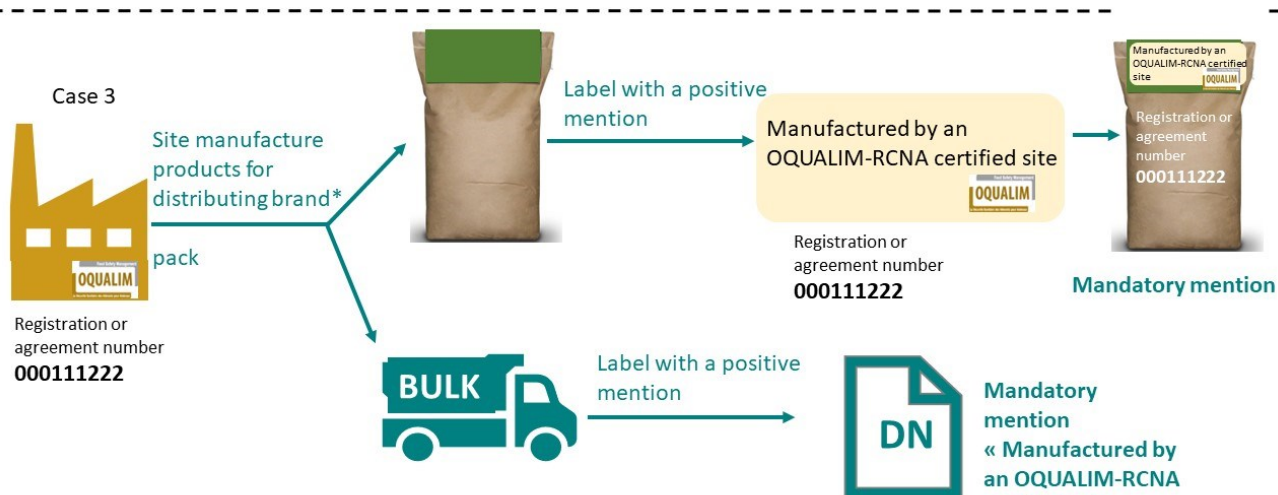 Case 3
Site manufacture
products for
distributing brand*
pack
OQUALIM
Registration or
agreement number
000111222
Label with a positive
mention
Manufactured by an
OQUALIM-RCNA certified site
OQUALIM
Registration or
agreement number
000111222
Manufactured by an
OQUALIM-RCNA certified
site
OQUALIM
Registration or
agreement
number
000111222
Mandatory mention
BULK
Label with a positive
mention
DN
Mandatory
mention
« Manufactured by
an OQUALIM-RCNA